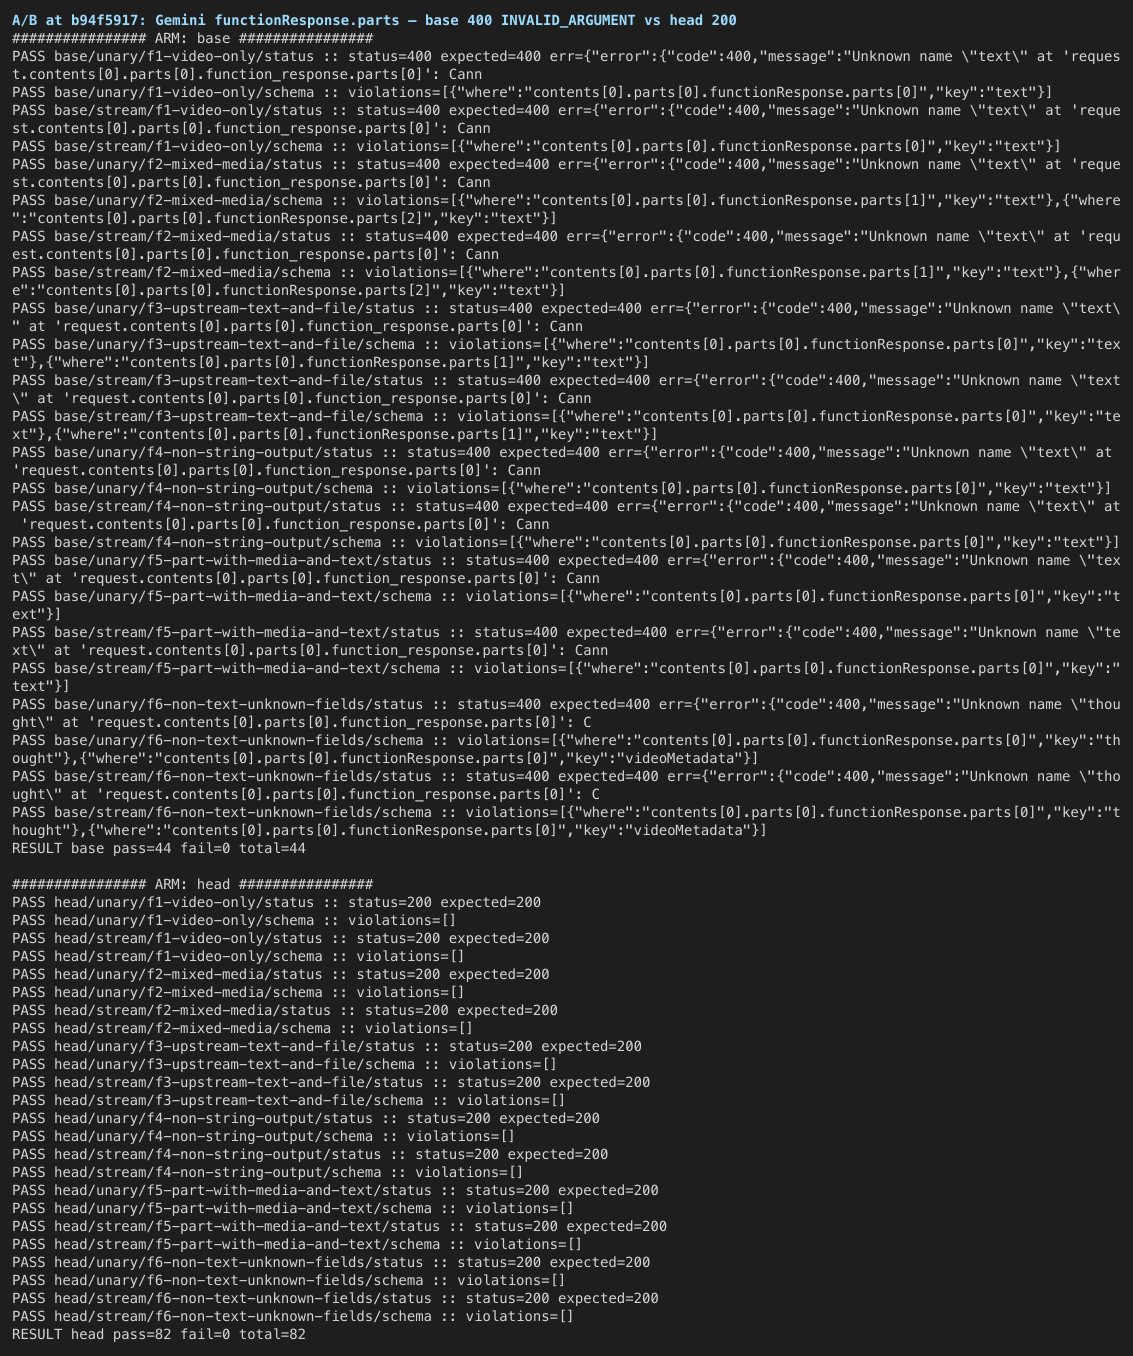 A/B at b94f5917: Gemini functionResponse.parts — base 400 INVALID_ARGUMENT vs head 200
################ ARM: base ################
PASS base/unary/f1-video-only/status :: status=400 expected=400 err={"error":{"code":400,"message":"Unknown name \"text\" at 'reques
t.contents[0].parts[0].function_response.parts[0]': Cann
PASS base/unary/f1-video-only/schema :: violations=[{"where":"contents[0].parts[0].functionResponse.parts[0]","key":"text"}]
PASS base/stream/f1-video-only/status :: status=400 expected=400 err={"error":{"code":400,"message":"Unknown name \"text\" at 'reque
st.contents[0].parts[0].function_response.parts[0]': Cann
PASS base/stream/f1-video-only/schema :: violations=[{"where":"contents[0].parts[0].functionResponse.parts[0]","key":"text"}]
PASS base/unary/f2-mixed-media/status :: status=400 expected=400 err={"error":{"code":400,"message":"Unknown name \"text\" at 'reque
st.contents[0].parts[0].function_response.parts[0]': Cann
PASS base/unary/f2-mixed-media/schema :: violations=[{"where":"contents[0].parts[0].functionResponse.parts[1]","key":"text"},{"where
":"contents[0].parts[0].functionResponse.parts[2]","key":"text"}]
PASS base/stream/f2-mixed-media/status :: status=400 expected=400 err={"error":{"code":400,"message":"Unknown name \"text\" at 'requ
est.contents[0].parts[0].function_response.parts[0]': Cann
PASS base/stream/f2-mixed-media/schema :: violations=[{"where":"contents[0].parts[0].functionResponse.parts[1]","key":"text"},{"wher
e":"contents[0].parts[0].functionResponse.parts[2]","key":"text"}]
PASS base/unary/f3-upstream-text-and-file/status :: status=400 expected=400 err={"error":{"code":400,"message":"Unknown name \"text\
" at 'request.contents[0].parts[0].function_response.parts[0]': Cann
PASS base/unary/f3-upstream-text-and-file/schema :: violations=[{"where":"contents[0].parts[0].functionResponse.parts[0]","key":"tex
t"},{"where":"contents[0].parts[0].functionResponse.parts[1]","key":"text"}]
PASS base/stream/f3-upstream-text-and-file/status :: status=400 expected=400 err={"error":{"code":400,"message":"Unknown name \"text
\" at 'request.contents[0].parts[0].function_response.parts[0]': Cann
PASS base/stream/f3-upstream-text-and-file/schema :: violations=[{"where":"contents[0].parts[0].functionResponse.parts[0]","key":"te
xt"},{"where":"contents[0].parts[0].functionResponse.parts[1]","key":"text"}]
PASS base/unary/f4-non-string-output/status :: status=400 expected=400 err={"error":{"code":400,"message":"Unknown name \"text\" at
'request.contents[0].parts[0].function_response.parts[0]': Cann
PASS base/unary/f4-non-string-output/schema :: violations=[{"where":"contents[0].parts[0].functionResponse.parts[0]","key":"text"}]
PASS base/stream/f4-non-string-output/status :: status=400 expected=400 err={"error":{"code":400,"message":"Unknown name \"text\" at
 'request.contents[0].parts[0].function_response.parts[0]': Cann
PASS base/stream/f4-non-string-output/schema :: violations=[{"where":"contents[0].parts[0].functionResponse.parts[0]","key":"text"}]
PASS base/unary/f5-part-with-media-and-text/status :: status=400 expected=400 err={"error":{"code":400,"message":"Unknown name \"tex
t\" at 'request.contents[0].parts[0].function_response.parts[0]': Cann
PASS base/unary/f5-part-with-media-and-text/schema :: violations=[{"where":"contents[0].parts[0].functionResponse.parts[0]","key":"t
ext"}]
PASS base/stream/f5-part-with-media-and-text/status :: status=400 expected=400 err={"error":{"code":400,"message":"Unknown name \"te
xt\" at 'request.contents[0].parts[0].function_response.parts[0]': Cann
PASS base/stream/f5-part-with-media-and-text/schema :: violations=[{"where":"contents[0].parts[0].functionResponse.parts[0]","key":"
text"}]
PASS base/unary/f6-non-text-unknown-fields/status :: status=400 expected=400 err={"error":{"code":400,"message":"Unknown name \"thou
ght\" at 'request.contents[0].parts[0].function_response.parts[0]': C
PASS base/unary/f6-non-text-unknown-fields/schema :: violations=[{"where":"contents[0].parts[0].functionResponse.parts[0]","key":"th
ought"},{"where":"contents[0].parts[0].functionResponse.parts[0]","key":"videoMetadata"}]
PASS base/stream/f6-non-text-unknown-fields/status :: status=400 expected=400 err={"error":{"code":400,"message":"Unknown name \"tho
ught\" at 'request.contents[0].parts[0].function_response.parts[0]': C
PASS base/stream/f6-non-text-unknown-fields/schema :: violations=[{"where":"contents[0].parts[0].functionResponse.parts[0]","key":"t
hought"},{"where":"contents[0].parts[0].functionResponse.parts[0]","key":"videoMetadata"}]
RESULT base pass=44 fail=0 total=44

################ ARM: head ################
PASS head/unary/f1-video-only/status :: status=200 expected=200
PASS head/unary/f1-video-only/schema :: violations=[]
PASS head/stream/f1-video-only/status :: status=200 expected=200
PASS head/stream/f1-video-only/schema :: violations=[]
PASS head/unary/f2-mixed-media/status :: status=200 expected=200
PASS head/unary/f2-mixed-media/schema :: violations=[]
PASS head/stream/f2-mixed-media/status :: status=200 expected=200
PASS head/stream/f2-mixed-media/schema :: violations=[]
PASS head/unary/f3-upstream-text-and-file/status :: status=200 expected=200
PASS head/unary/f3-upstream-text-and-file/schema :: violations=[]
PASS head/stream/f3-upstream-text-and-file/status :: status=200 expected=200
PASS head/stream/f3-upstream-text-and-file/schema :: violations=[]
PASS head/unary/f4-non-string-output/status :: status=200 expected=200
PASS head/unary/f4-non-string-output/schema :: violations=[]
PASS head/stream/f4-non-string-output/status :: status=200 expected=200
PASS head/stream/f4-non-string-output/schema :: violations=[]
PASS head/unary/f5-part-with-media-and-text/status :: status=200 expected=200
PASS head/unary/f5-part-with-media-and-text/schema :: violations=[]
PASS head/stream/f5-part-with-media-and-text/status :: status=200 expected=200
PASS head/stream/f5-part-with-media-and-text/schema :: violations=[]
PASS head/unary/f6-non-text-unknown-fields/status :: status=200 expected=200
PASS head/unary/f6-non-text-unknown-fields/schema :: violations=[]
PASS head/stream/f6-non-text-unknown-fields/status :: status=200 expected=200
PASS head/stream/f6-non-text-unknown-fields/schema :: violations=[]
RESULT head pass=82 fail=0 total=82